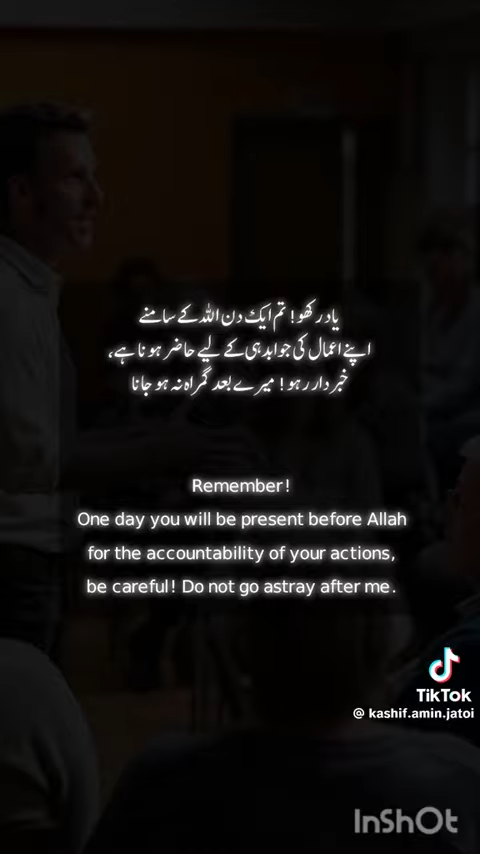 یاد رکھو! تم ایک دن اللہ کے سامنے
اپنے اعمال کی جوابدہی کے لیے حاضر ہونا ہے،
خبردار رہو! میرے بعد گمراہ نہ ہو جانا
Remember!
One day you will be present before Allah
for the accountability of your actions,
be careful! Do not go astray after me.
TikTok
@ kashif.amin.jatoi
InShOt